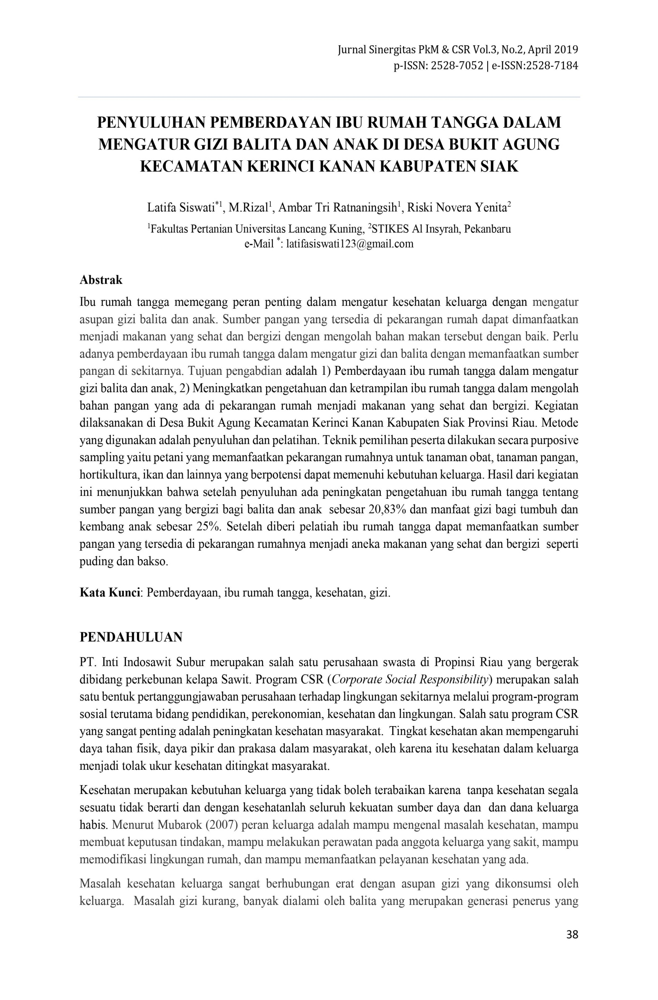 Jurnal Sinergitas PkM & CSR Vol.3, No.2, April 2019
p-ISSN: 2528-7052 | e-ISSN:2528-7184
PENYULUHAN PEMBERDAYAN IBU RUMAH TANGGA DALAM
MENGATUR GIZI BALITA DAN ANAK DI DESA BUKIT AGUNG
KECAMATAN KERINCI KANAN KABUPATEN SIAK
Latifa Siswati*1, M.Rizal1, Ambar Tri Ratnaningsih1, Riski Novera Yenita2
1Fakultas Pertanian Universitas Lancang Kuning, 2STIKES Al Insyrah, Pekanbaru
e-Mail *: latifasiswati123@gmail.com
Abstrak
Ibu rumah tangga memegang peran penting dalam mengatur kesehatan keluarga dengan mengatur
asupan gizi balita dan anak. Sumber pangan yang tersedia di pekarangan rumah dapat dimanfaatkan
menjadi makanan yang sehat dan bergizi dengan mengolah bahan makan tersebut dengan baik. Perlu
adanya pemberdayaan ibu rumah tangga dalam mengatur gizi dan balita dengan memanfaatkan sumber
pangan di sekitarnya. Tujuan pengabdian adalah 1) Pemberdayaan ibu rumah tangga dalam mengatur
gizi balita dan anak, 2) Meningkatkan pengetahuan dan ketrampilan ibu rumah tangga dalam mengolah
bahan pangan yang ada di pekarangan rumah menjadi makanan yang sehat dan bergizi. Kegiatan
dilaksanakan di Desa Bukit Agung Kecamatan Kerinci Kanan Kabupaten Siak Provinsi Riau. Metode
yang digunakan adalah penyuluhan dan pelatihan. Teknik pemilihan peserta dilakukan secara purposive
sampling yaitu petani yang memanfaatkan pekarangan rumahnya untuk tanaman obat, tanaman pangan,
hortikultura, ikan dan lainnya yang berpotensi dapat memenuhi kebutuhan keluarga. Hasil dari kegiatan
ini menunjukkan bahwa setelah penyuluhan ada peningkatan pengetahuan ibu rumah tangga tentang
sumber pangan yang bergizi bagi balita dan anak  sebesar 20,83% dan manfaat gizi bagi tumbuh dan
kembang anak sebesar 25%. Setelah diberi pelatiah ibu rumah tangga dapat memanfaatkan sumber
pangan yang tersedia di pekarangan rumahnya menjadi aneka makanan yang sehat dan bergizi  seperti
puding dan bakso.
Kata Kunci: Pemberdayaan, ibu rumah tangga, kesehatan, gizi.
PENDAHULUAN
PT. Inti Indosawit Subur merupakan salah satu perusahaan swasta di Propinsi Riau yang bergerak
dibidang perkebunan kelapa Sawit. Program CSR (Corporate Social Responsibility) merupakan salah
satu bentuk pertanggungjawaban perusahaan terhadap lingkungan sekitarnya melalui program-program
sosial terutama bidang pendidikan, perekonomian, kesehatan dan lingkungan. Salah satu program CSR
yang sangat penting adalah peningkatan kesehatan masyarakat.  Tingkat kesehatan akan mempengaruhi
daya tahan fisik, daya pikir dan prakasa dalam masyarakat, oleh karena itu kesehatan dalam keluarga
menjadi tolak ukur kesehatan ditingkat masyarakat.
Kesehatan merupakan kebutuhan keluarga yang tidak boleh terabaikan karena  tanpa kesehatan segala
sesuatu tidak berarti dan dengan kesehatanlah seluruh kekuatan sumber daya dan  dan dana keluarga
habis. Menurut Mubarok (2007) peran keluarga adalah mampu mengenal masalah kesehatan, mampu
membuat keputusan tindakan, mampu melakukan perawatan pada anggota keluarga yang sakit, mampu
memodifikasi lingkungan rumah, dan mampu memanfaatkan pelayanan kesehatan yang ada.
Masalah kesehatan keluarga sangat berhubungan erat dengan asupan gizi yang dikonsumsi oleh
keluarga.  Masalah gizi kurang, banyak dialami oleh balita yang merupakan generasi penerus yang
38